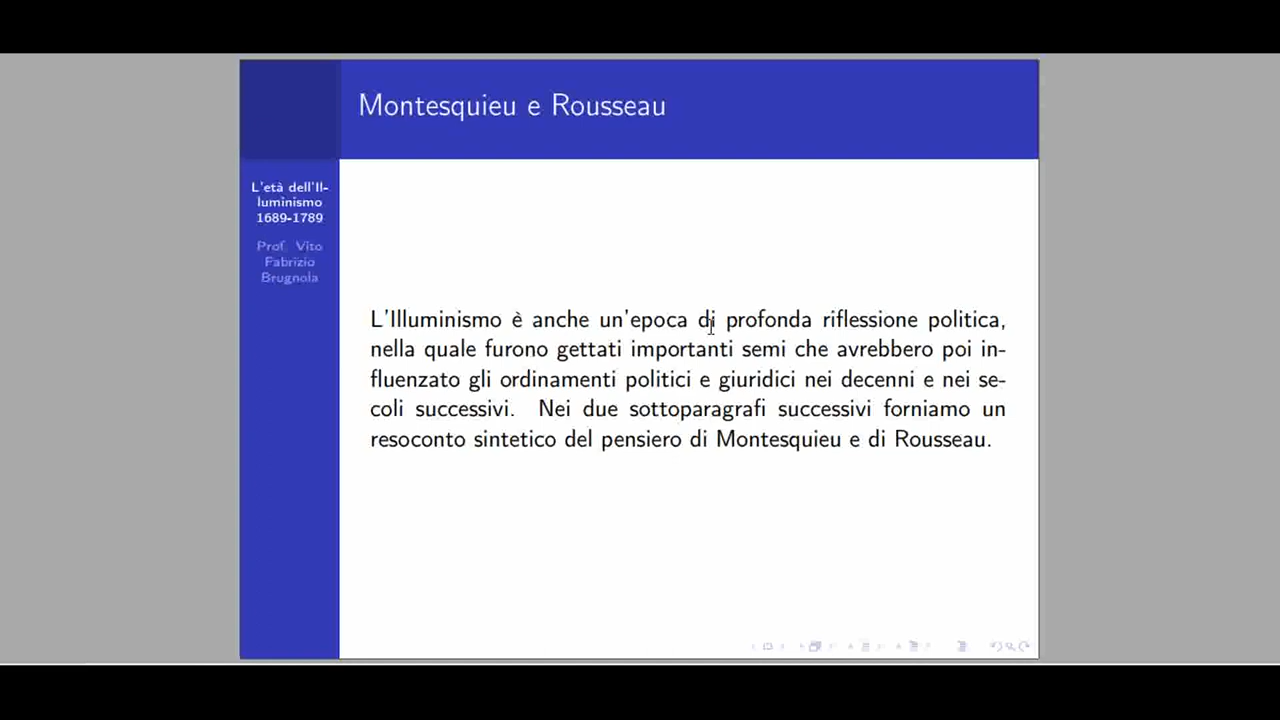 Montesquieu e Rousseau
L'età dell'Il-
luminismo
1689-1789
Prof. Vito
Fabrizio
Brugnola
L'Illuminismo è anche un'epoca di profonda riflessione politica,
nella quale furono gettati importanti semi che avrebbero poi in-
fluenzato gli ordinamenti politici e giuridici nei decenni e nei se-
coli successivi. Nei due sottoparagrafi successivi forniamo un
resoconto sintetico del pensiero di Montesquieu e di Rousseau.